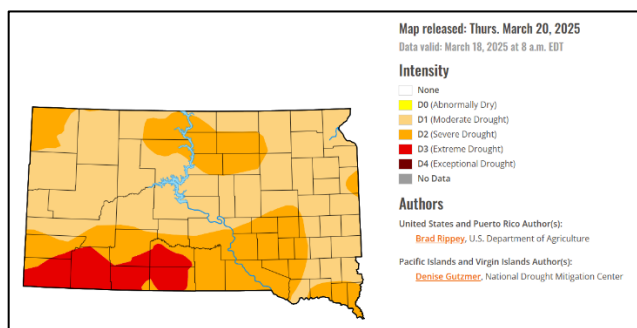 Map released: Thurs. March 20, 2025
Data valid: March 18, 2025 at 8 a.m. EDT
Intensity
None
D0 (Abnormally Dry)
D1 (Moderate Drought)
D2 (Severe Drought)
D3 (Extreme Drought)
D4 (Exceptional Drought)
No Data
Authors
United States and Puerto Rico Author(s):
Brad Rippey, U.S. Department of Agriculture
Pacific Islands and Virgin Islands Author(s):
Denise Gutzmer, National Drought Mitigation Center